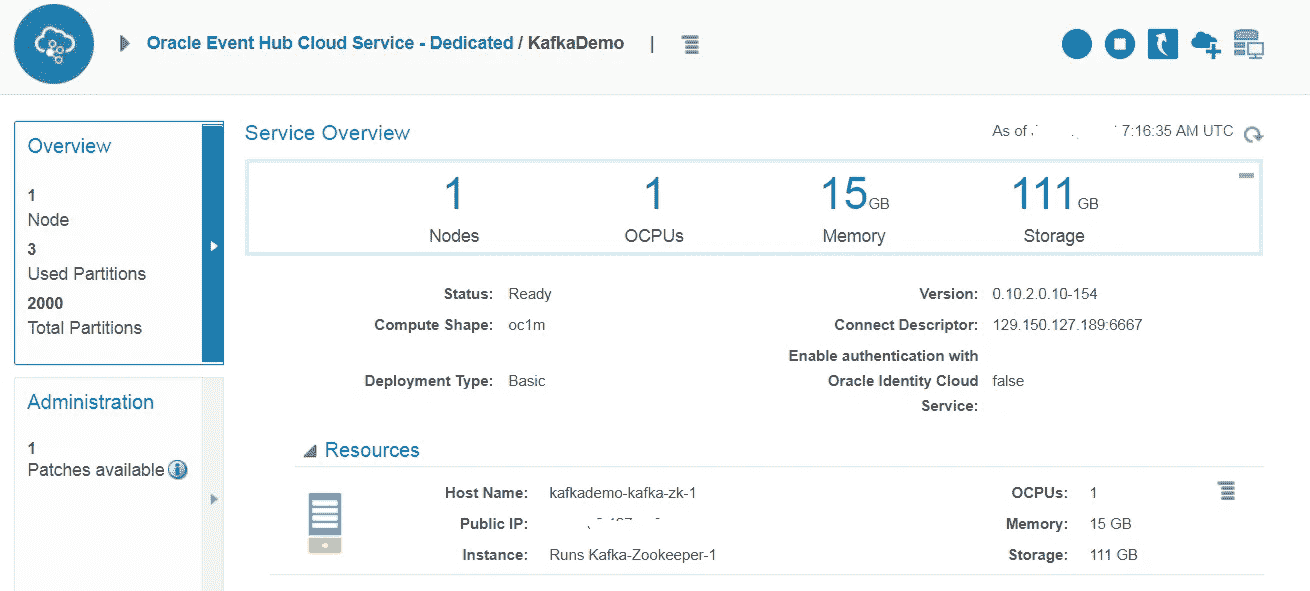 Oracle Event Hub Cloud Service - Dedicated / KafkaDemo |
Overview
1
Node
3
Used Partitions
2000
Total Partitions
Administration
1
Patches available
Service Overview
As of 7:16:35 AM UTC
1 1 15 GB 111 GB
Nodes OCPUs Memory Storage
Status: Ready Version: 0.10.2.0.10-154
Compute Shape: oc1m Connect Descriptor: 129.150.127.189:6667
Enable authentication with
Deployment Type: Basic Oracle Identity Cloud false
Service:
Resources
Host Name: kafkademo-kafka-zk-1 OCPUs: 1
Public IP: Memory: 15 GB
Instance: Runs Kafka-Zookeeper-1 Storage: 111 GB